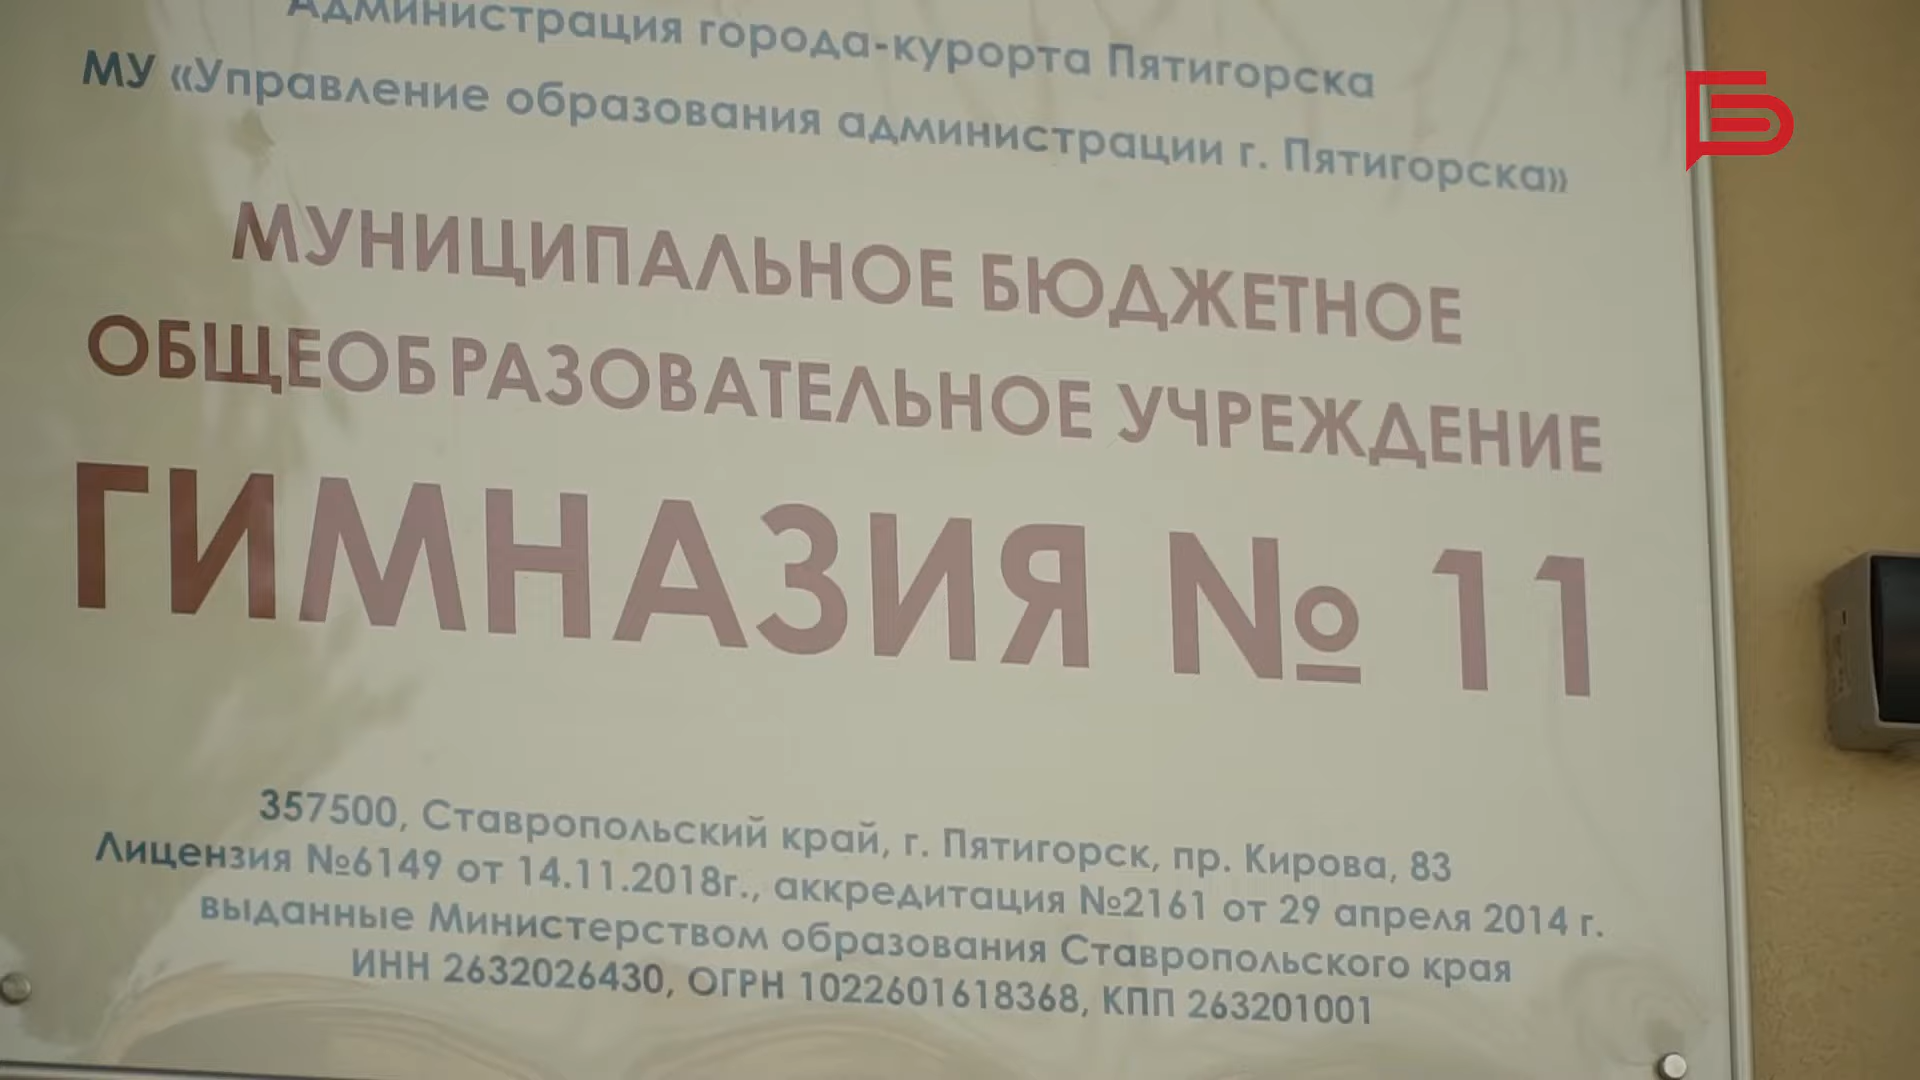 Администрация города-курорта Пятигорска
МУ «Управление образования администрации г. Пятигорска»
МУНИЦИПАЛЬНОЕ БЮДЖЕТНОЕ
ОБЩЕОБРАЗОВАТЕЛЬНОЕ УЧРЕЖДЕНИЕ
ГИМНАЗИЯ № 11
357500, Ставропольский край, г. Пятигорск, пр. Кирова, 83
Лицензия №6149 от 14.11.2018г., аккредитация №2161 от 29 апреля 2014 г.
выданные Министерством образования Ставропольского края
ИНН 2632026430, ОГРН 1022601618368, КПП 263201001
Б